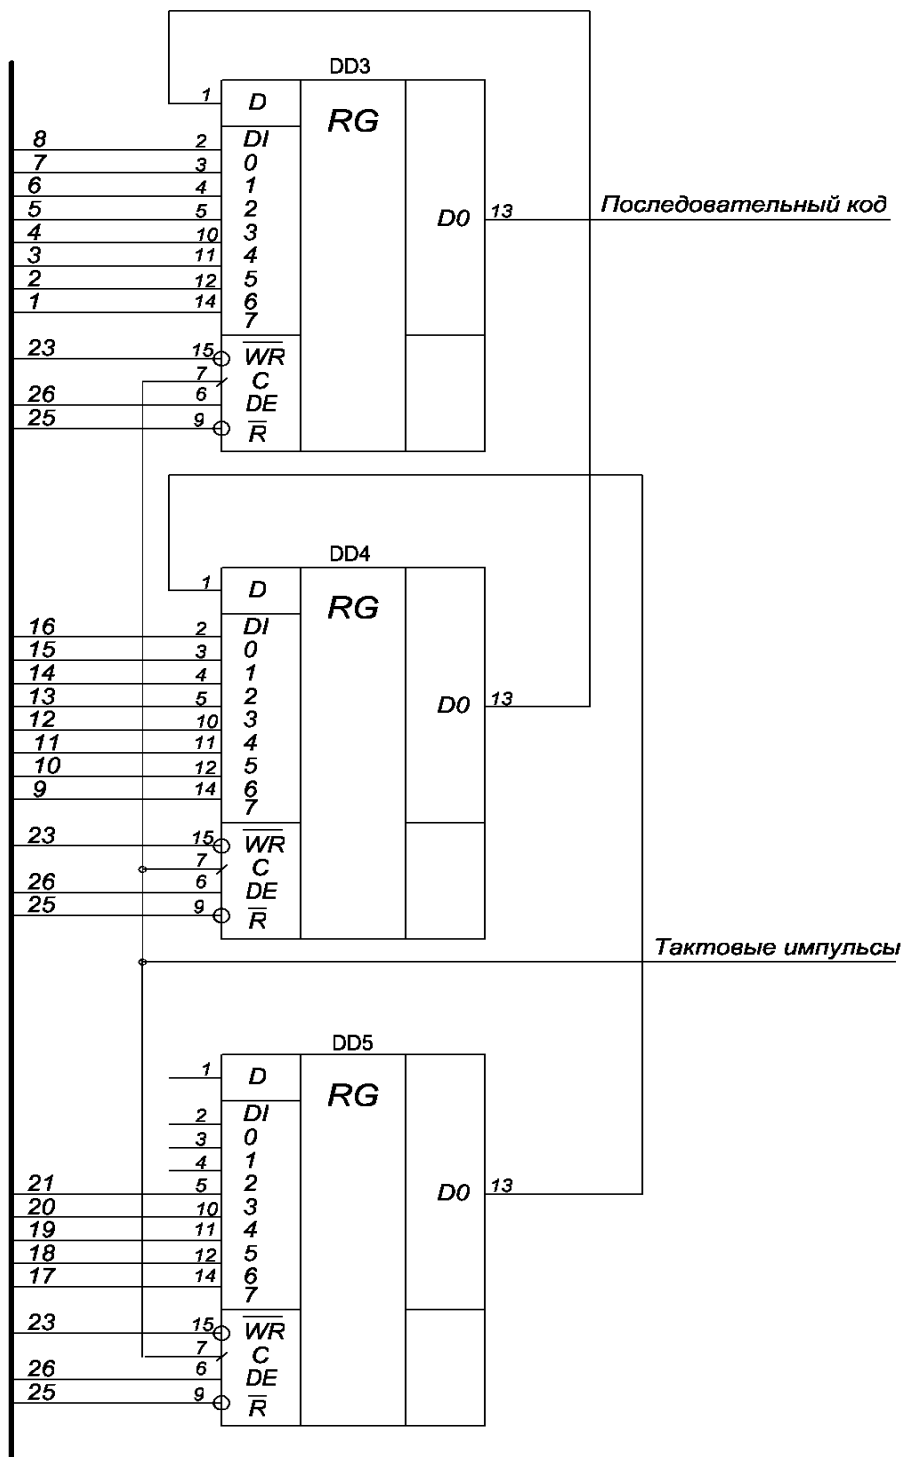 DD3
1 D RG
8 2 DI
7 3 0
6 4 1
5 5 2 D0 13 Последовательный код
4 10 3
3 11 4
2 12 5
1 14 6
7
23 15 WR
7 C
26 6 DE
25 9 R
DD4
1 D RG
16 2 DI
15 3 0
14 4 1
13 5 2 D0 13
12 10 3
11 11 4
10 12 5
9 14 6
7
23 15 WR
7 C
26 6 DE
25 9 R
Тактовые импульсы
DD5
1 D RG
2 DI
3 0
4 1
21 5 2 D0 13
20 10 3
19 11 4
18 12 5
17 14 6
7
23 15 WR
7 C
26 6 DE
25 9 R